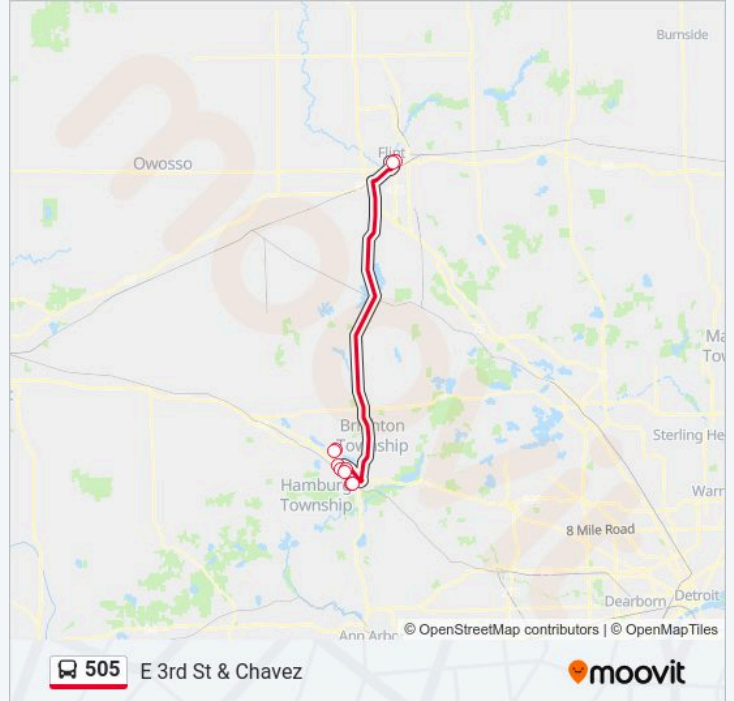 Burnside
Flint
Owosso
Brighton
Township
Sterling He
Hamburg
Township
Warr
8 Mile Road
Dearborn
Detroit
Ann Arbo
© OpenStreetMap contributors | © OpenMapTiles
505 E 3rd St & Chavez
moovit
moovit